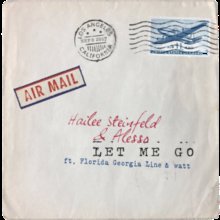 LOS ANGELES
CALIFORNIA
AIR MAIL
Hailee Steinfeld
& Alesso
LET ME GO
ft. Florida Georgia Line & watt